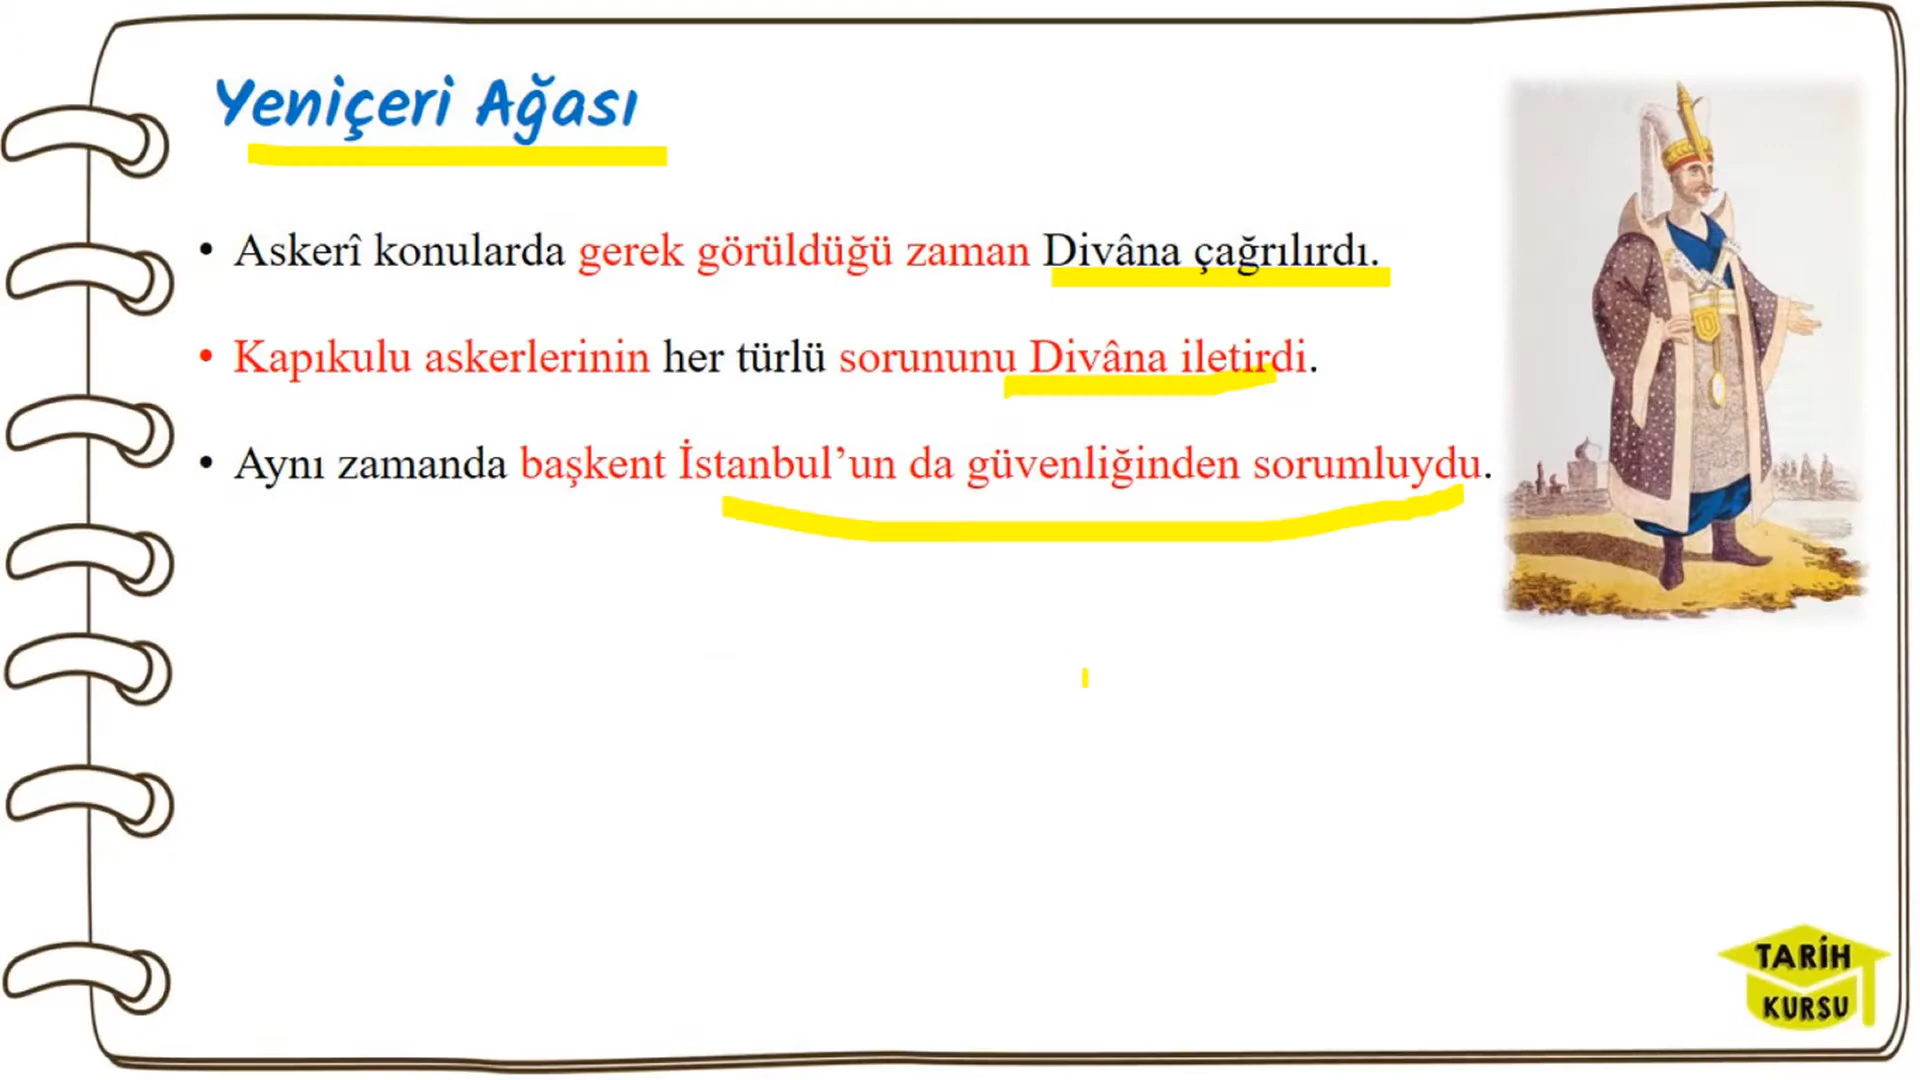 Yeniçeri Ağası
• Askerî konularda gerek görüldüğü zaman Divâna çağrılırdı.
• Kapıkulu askerlerinin her türlü sorununu Divâna iletirdi.
• Aynı zamanda başkent İstanbul’un da güvenliğinden sorumluydu.
TARİH
KURSU